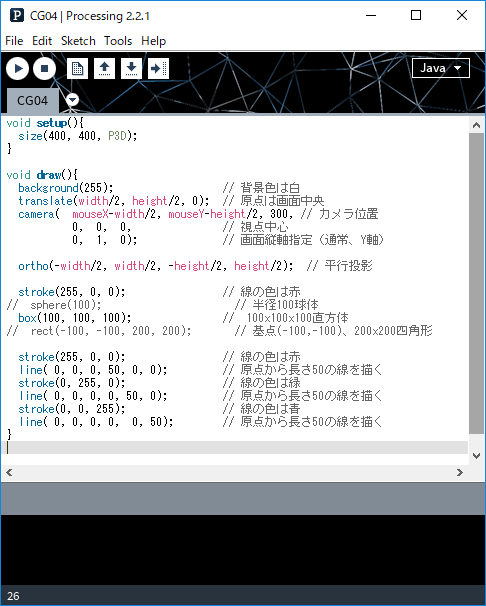 CG04 | Processing 2.2.1
File Edit Sketch Tools Help
Java
CG04
void setup(){
  size(400, 400, P3D);
}
void draw(){
  background(255);                  // 背景色は白
  translate(width/2, height/2, 0);  // 原点は画面中央
  camera(  mouseX-width/2, mouseY-height/2, 300, // カメラ位置
           0,  0,  0,               // 視点中心
           0,  1,  0);              // 画面縦軸指定（通常、Y軸）
  ortho(-width/2, width/2, -height/2, height/2);  // 平行投影
  stroke(255, 0, 0);                // 線の色は赤
//  sphere(100);                      // 半径100球体
  box(100, 100, 100);               //  100x100x100直方体
//  rect(-100, -100, 200, 200);       // 基点(-100,-100)、200x200四角形
  stroke(255, 0, 0);                // 線の色は赤
  line( 0, 0, 0, 50, 0, 0);         // 原点から長さ50の線を描く
  stroke(0, 255, 0);                // 線の色は緑
  line( 0, 0, 0, 0, 50, 0);         // 原点から長さ50の線を描く
  stroke(0, 0, 255);                // 線の色は青
  line( 0, 0, 0, 0,  0, 50);        // 原点から長さ50の線を描く
}
26